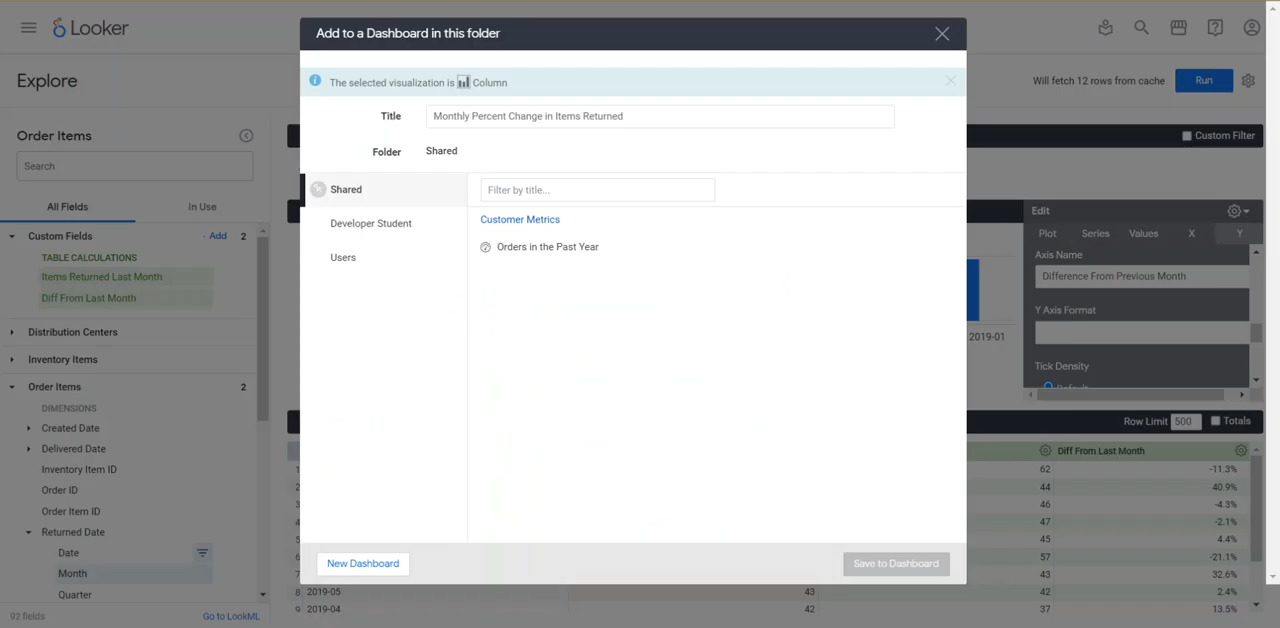 Looker
Add to a Dashboard in this folder
Explore
Will fetch 12 rows from cache
Run
The selected visualization is Column
Title
Monthly Percent Change in Items Returned
Folder
Shared
Order Items
Search
All Fields
In Use
Custom Filter
Custom Fields
Add
2
TABLE CALCULATIONS
Items Returned Last Month
Diff From Last Month
Distribution Centers
Inventory Items
Order Items
2
DIMENSIONS
Created Date
Delivered Date
Inventory Item ID
Order ID
Order Item ID
Returned Date
Date
Month
Quarter
92 fields
Go to LookML
Shared
Developer Student
Users
Filter by title...
Customer Metrics
Orders in the Past Year
New Dashboard
Save to Dashboard
Edit
Plot
Series
Values
X
Y
Axis Name
Difference From Previous Month
Y Axis Format
Tick Density
Default
2019-01
Row Limit
500
Totals
Diff From Last Month
1
62
-11.3%
2
44
40.9%
3
46
-4.3%
4
47
-2.1%
5
45
4.4%
6
57
-21.1%
7
43
32.6%
8
2019-05
43
42
2.4%
9
2019-04
42
37
13.5%